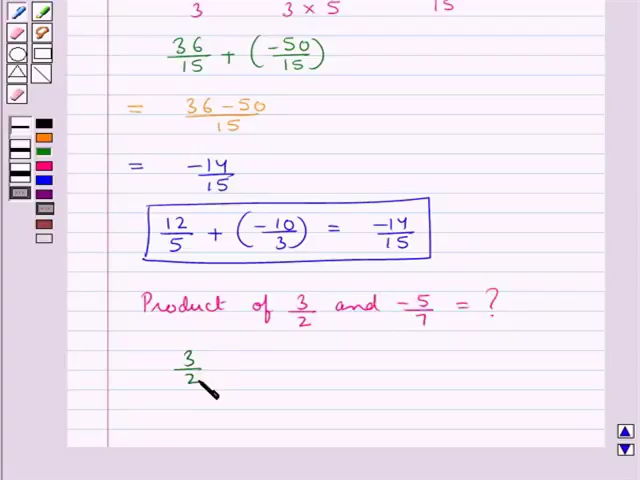 3    3 × 5    15
36/15 + (-50/15)
= 36 - 50/15
= -14/15
12/5 + (-10/3) = -14/15
Product of 3/2 and -5/7 = ?
3/2